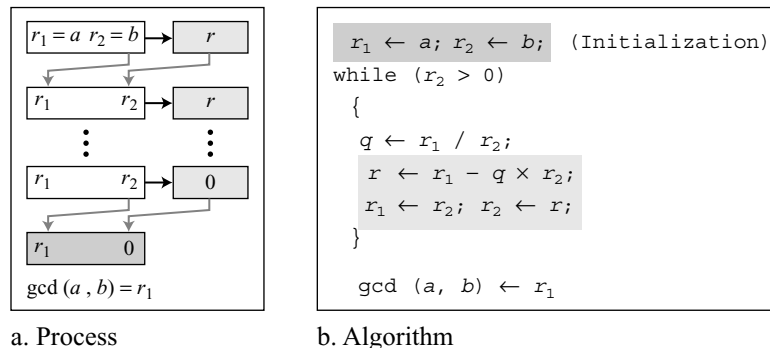 r₁ = a r₂ = b r
r₁ r₂ r
r₁ r₂ 0
r₁ 0
gcd (a , b) = r₁
a. Process
r₁ ← a; r₂ ← b; (Initialization)
while (r₂ > 0)
{
q ← r₁ / r₂;
r ← r₁ − q × r₂;
r₁ ← r₂; r₂ ← r;
}
gcd (a, b) ← r₁
b. Algorithm